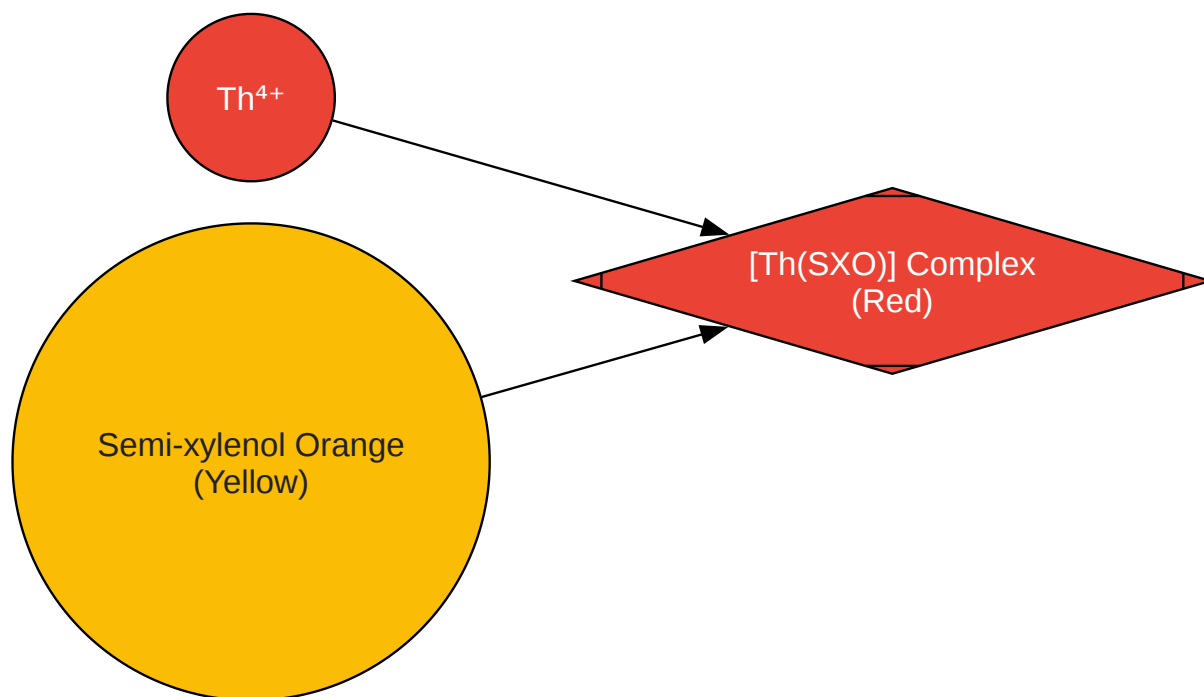 Th⁴⁺
[Th(SXO)] Complex
(Red)
Semi-xylenol Orange
(Yellow)